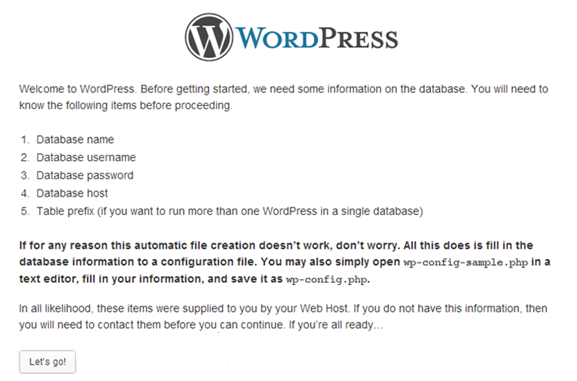 WORDPRESS
Welcome to WordPress. Before getting started, we need some information on the database. You will need to
know the following items before proceeding.
1. Database name
2. Database username
3. Database password
4. Database host
5. Table prefix (if you want to run more than one WordPress in a single database)
If for any reason this automatic file creation doesn't work, don't worry. All this does is fill in the
database information to a configuration file. You may also simply open wp-config-sample.php in a
text editor, fill in your information, and save it as wp-config.php.
In all likelihood, these items were supplied to you by your Web Host. If you do not have this information, then
you will need to contact them before you can continue. If you're all ready…
Let's go!